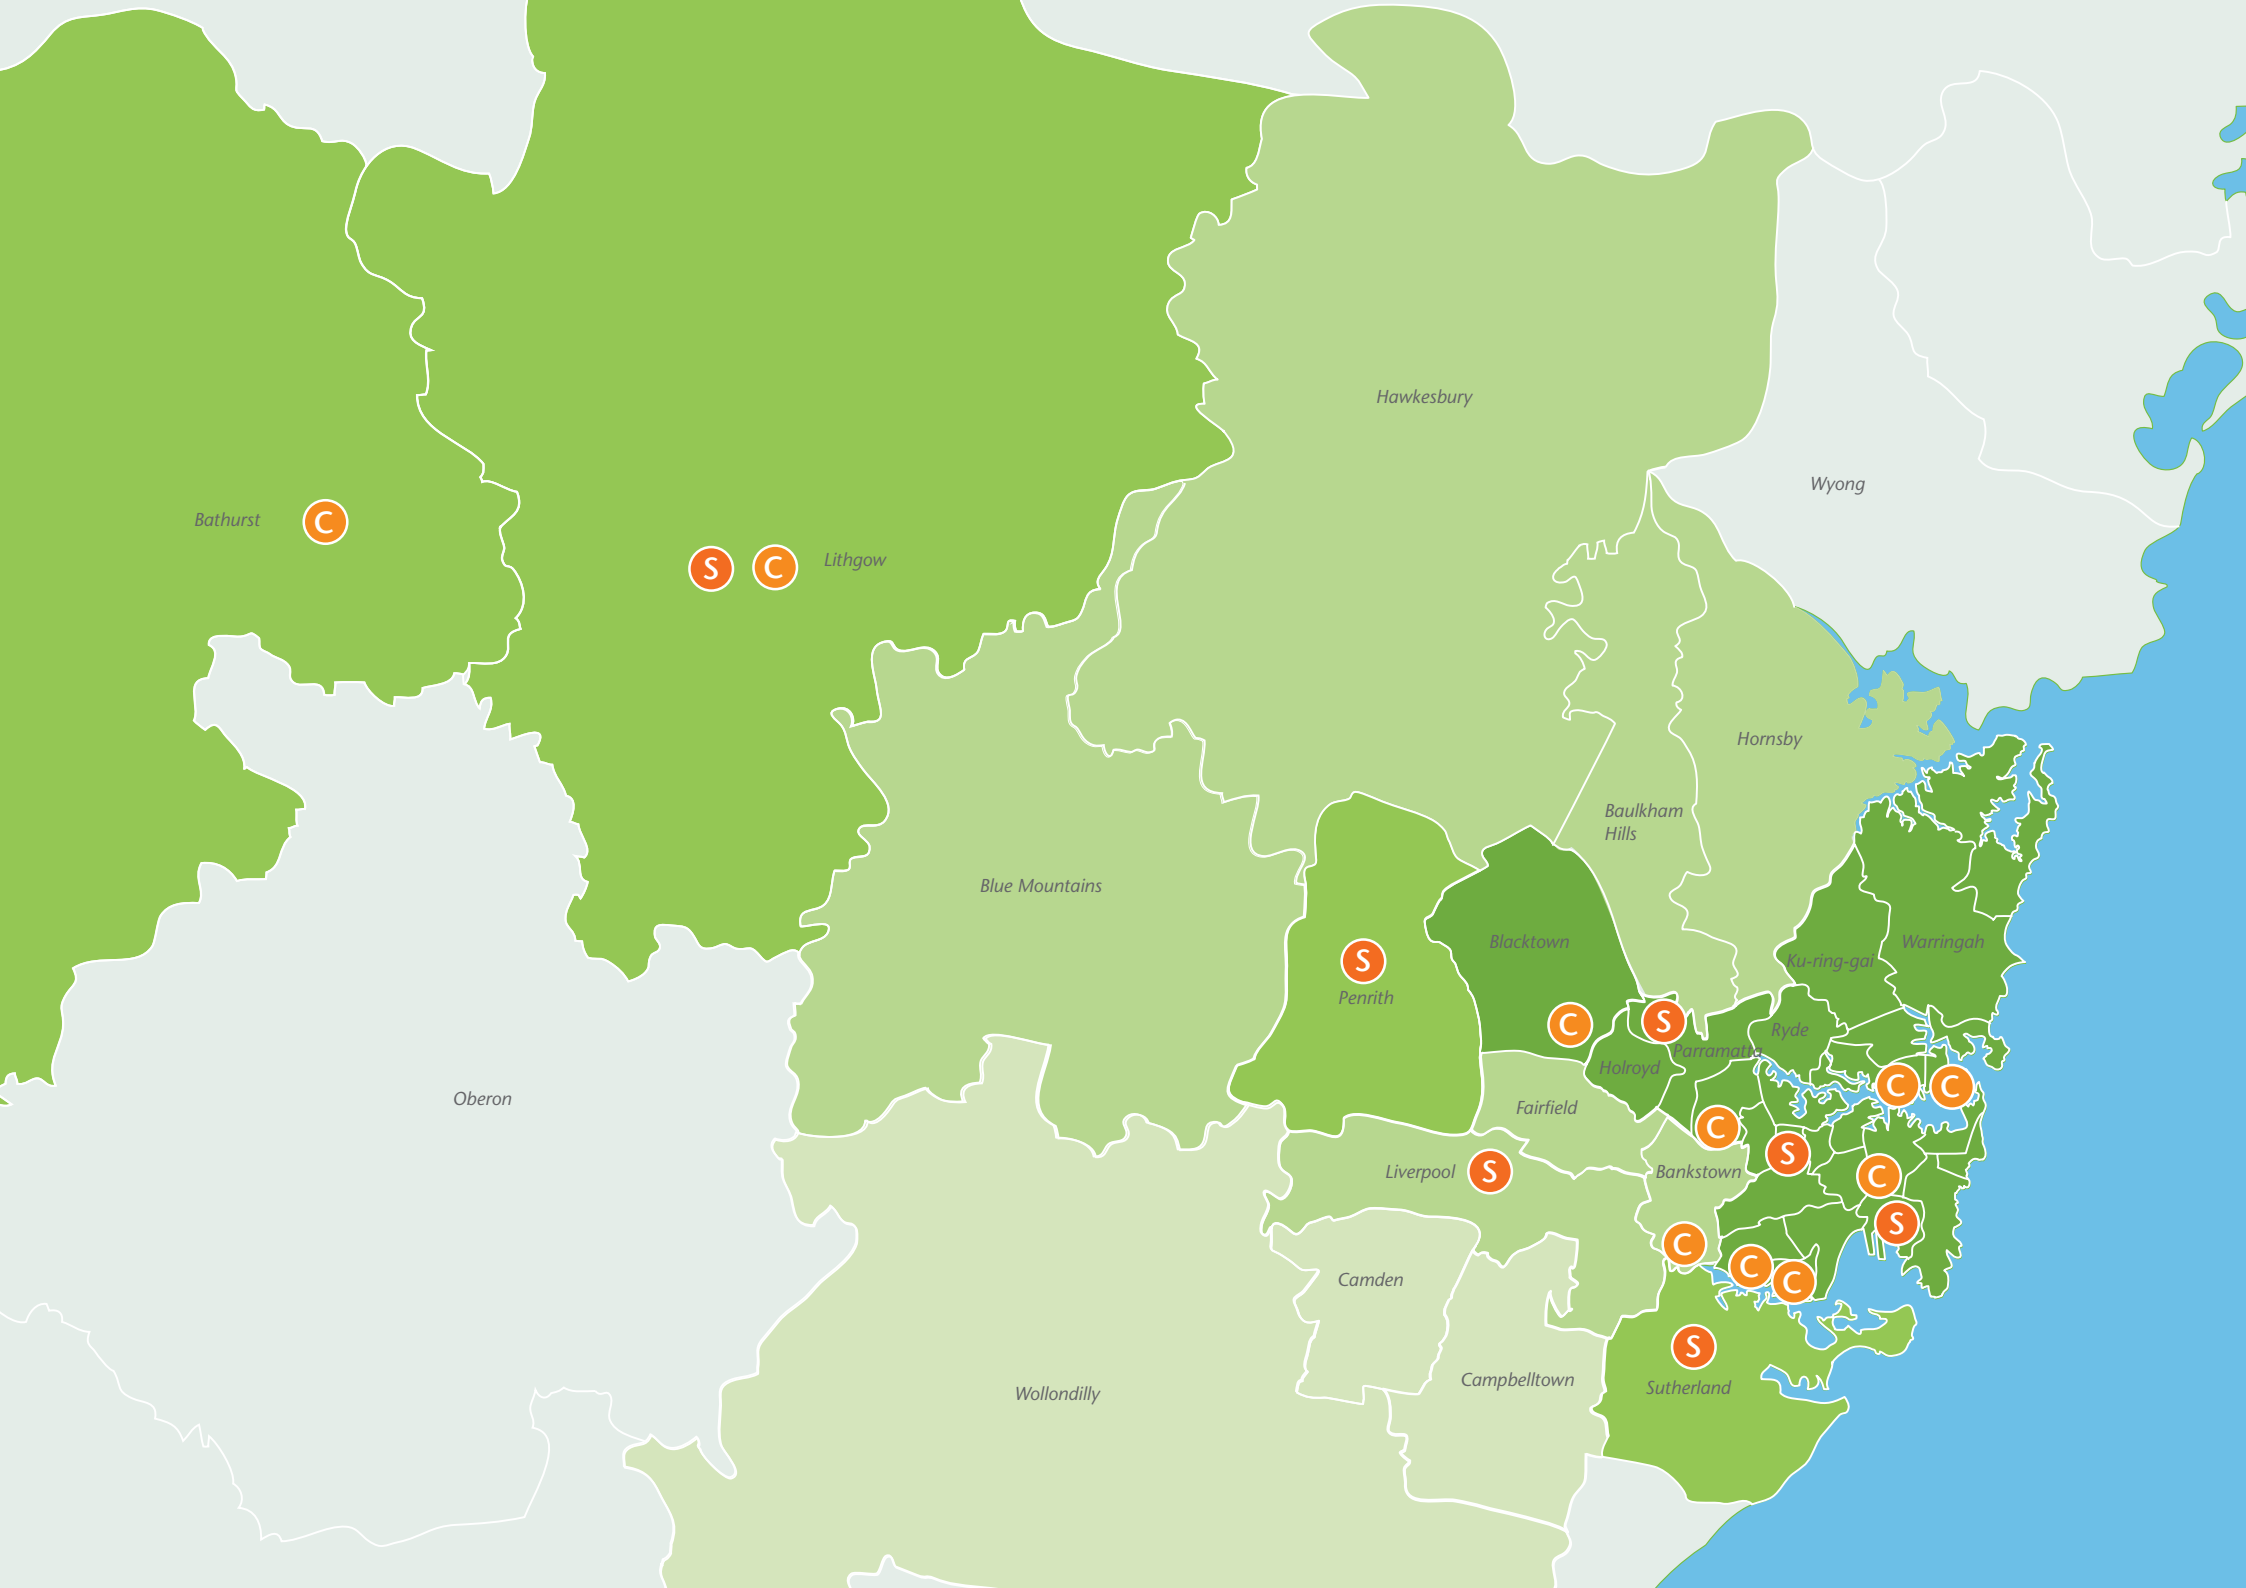 Hawkesbury
Wyong
Bathurst
C
S
C
Lithgow
Hornsby
Baulkham
Hills
Blue Mountains
Blacktown
Warringah
S
Ku-ring-gai
Penrith
C
S
Ryde
Parramatta
Holroyd
C
C
Oberon
Fairfield
C
S
Liverpool
S
Bankstown
C
S
C
Camden
C
C
S
Campbelltown
Sutherland
Wollondilly